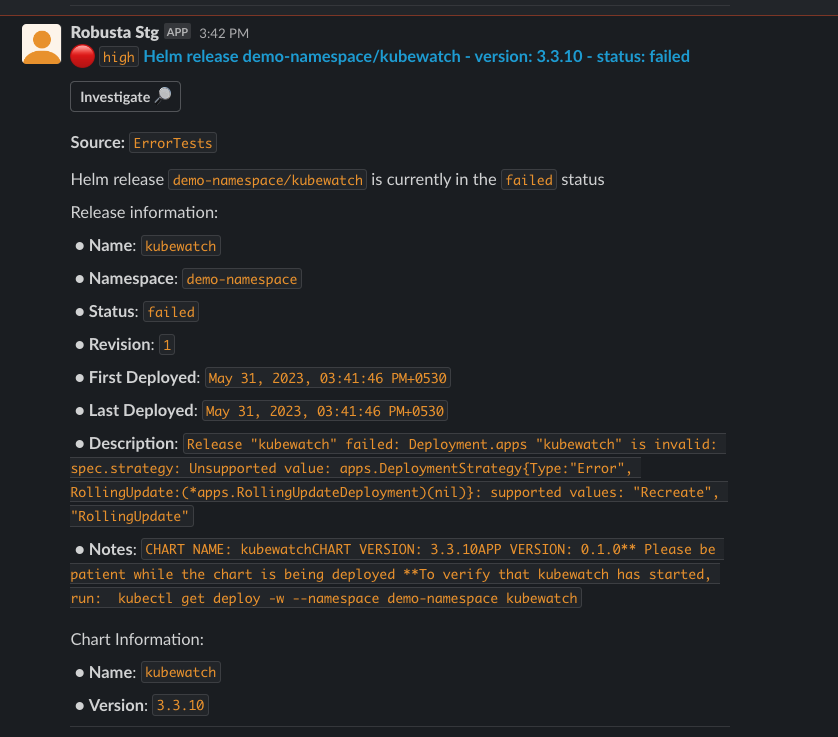 Robusta Stg APP 3:42 PM
high Helm release demo-namespace/kubewatch - version: 3.3.10 - status: failed
Investigate
Source: ErrorTests
Helm release demo-namespace/kubewatch is currently in the failed status
Release information:
● Name: kubewatch
● Namespace: demo-namespace
● Status: failed
● Revision: 1
● First Deployed: May 31, 2023, 03:41:46 PM+0530
● Last Deployed: May 31, 2023, 03:41:46 PM+0530
● Description: Release "kubewatch" failed: Deployment.apps "kubewatch" is invalid:
spec.strategy: Unsupported value: apps.DeploymentStrategy{Type:"Error",
RollingUpdate:(*apps.RollingUpdateDeployment)(nil)}: supported values: "Recreate",
"RollingUpdate"
● Notes: CHART NAME: kubewatchCHART VERSION: 3.3.10APP VERSION: 0.1.0** Please be
patient while the chart is being deployed **To verify that kubewatch has started,
run:  kubectl get deploy -w --namespace demo-namespace kubewatch
Chart Information:
● Name: kubewatch
● Version: 3.3.10